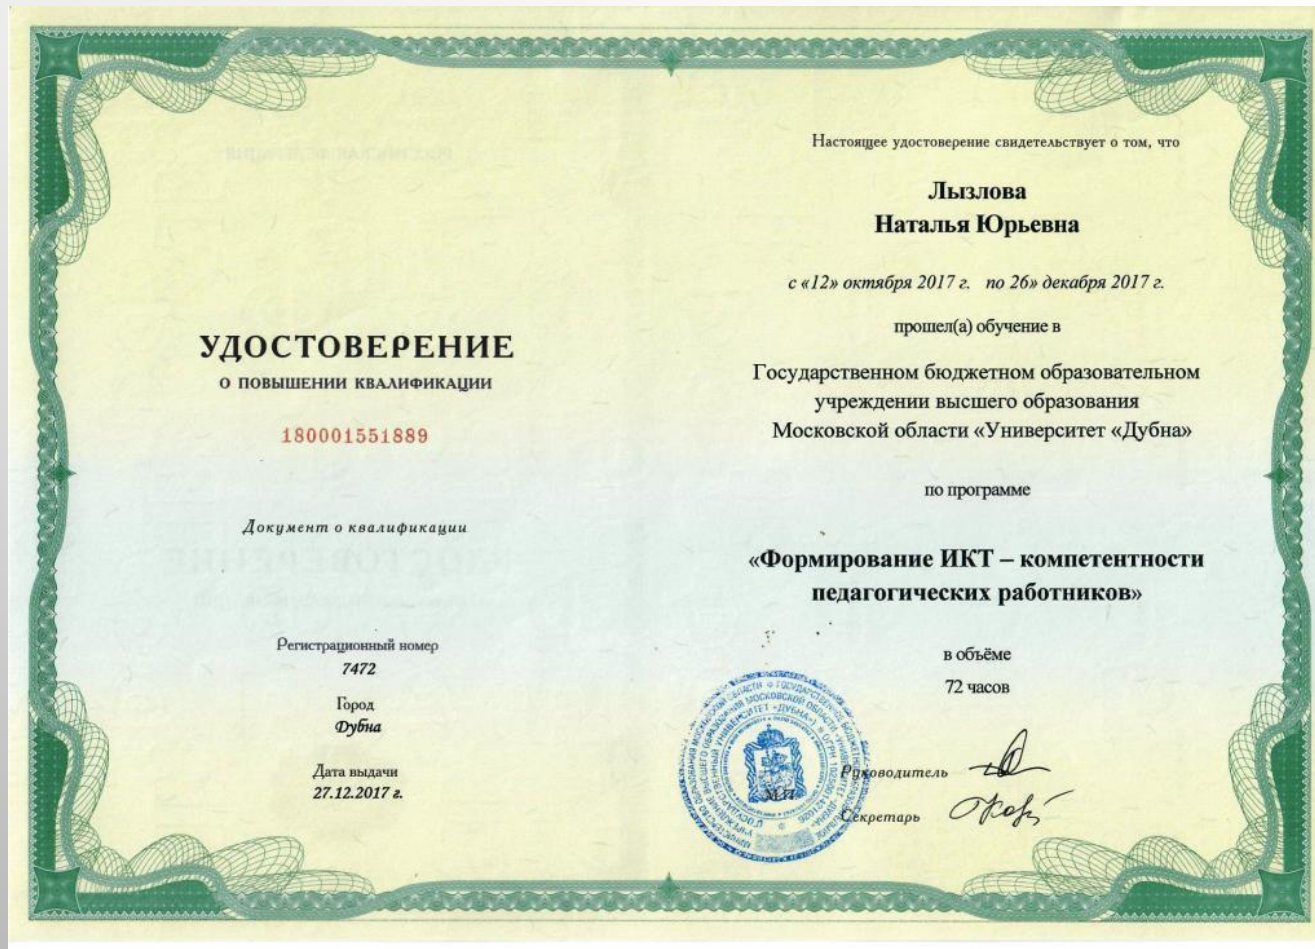 УДОСТОВЕРЕНИЕ
О ПОВЫШЕНИИ КВАЛИФИКАЦИИ
180001551889
Документ о квалификации
Регистрационный номер
7472
Город
Дубна
Дата выдачи
27.12.2017 г.
Настоящее удостоверение свидетельствует о том, что
Лызлова
Наталья Юрьевна
с «12» октября 2017 г. по 26» декабря 2017 г.
прошел(а) обучение в
Государственном бюджетном образовательном
учреждении высшего образования
Московской области «Университет «Дубна»
по программе
«Формирование ИКТ – компетентности
педагогических работников»
в объёме
72 часов
Руководитель
М.П.
Секретарь